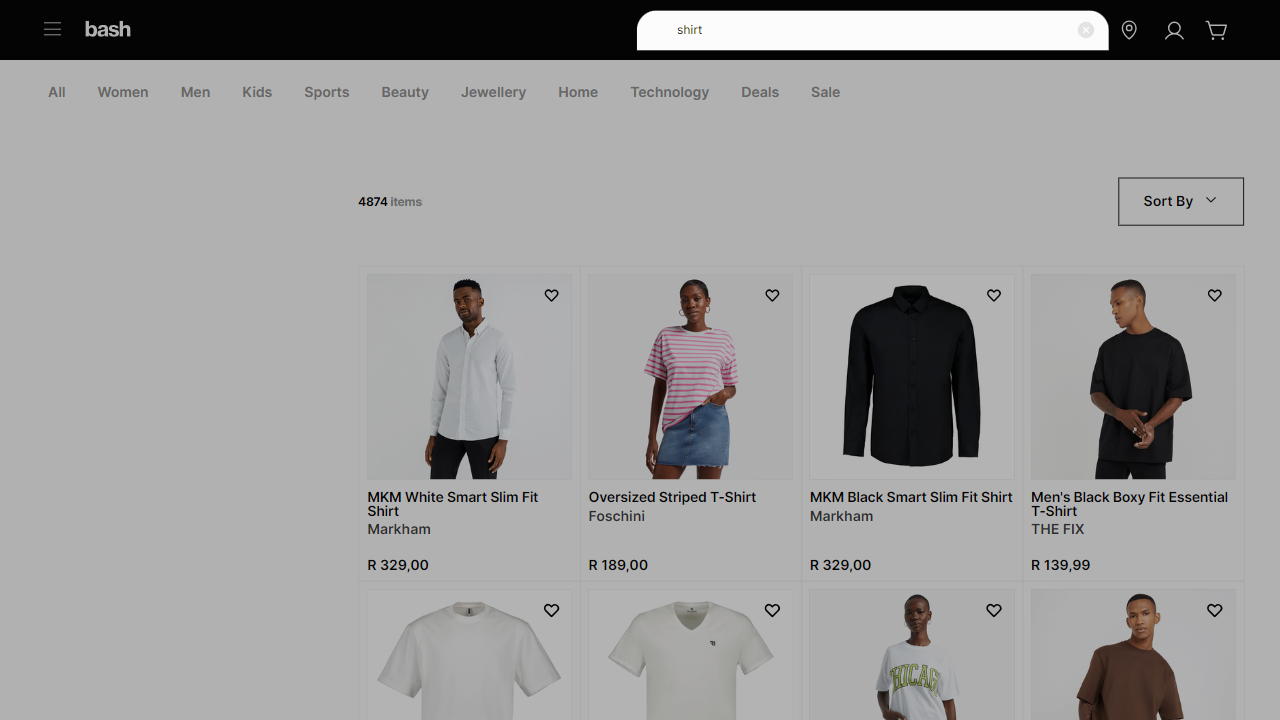 bash
shirt
All Women Men Kids Sports Beauty Jewellery Home Technology Deals Sale
4874 items
Sort By
MKM White Smart Slim Fit Shirt
Markham
R 329,00
Oversized Striped T-Shirt
Foschini
R 189,00
MKM Black Smart Slim Fit Shirt
Markham
R 329,00
Men's Black Boxy Fit Essential T-Shirt
THE FIX
R 139,99
HICAG